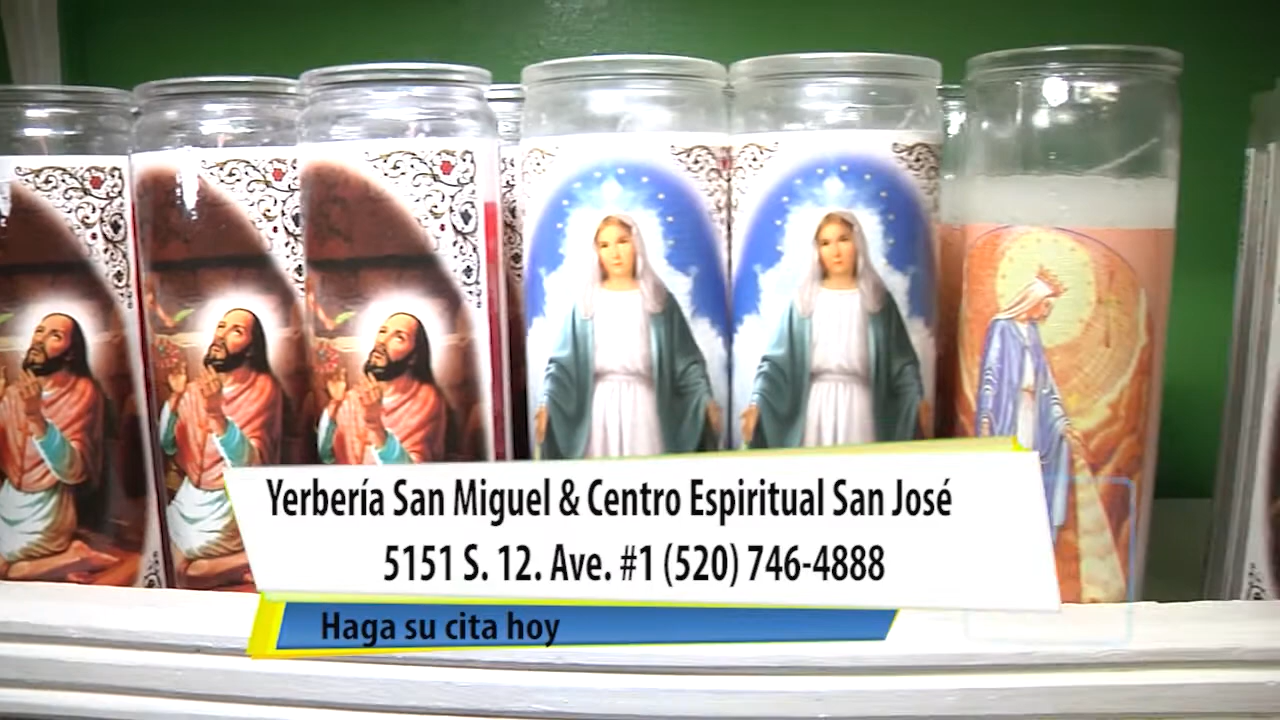 Yerbería San Miguel & Centro Espiritual San José
5151 S. 12. Ave. #1 (520) 746-4888
Haga su cita hoy